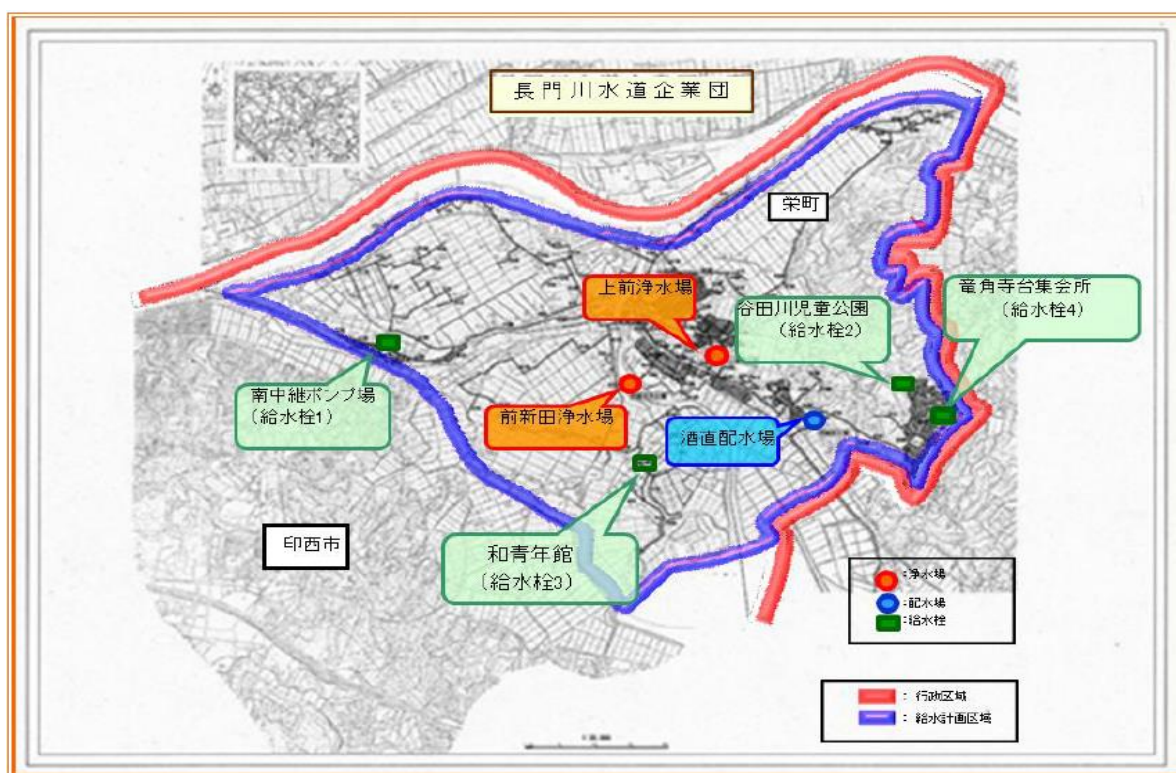 長門川水道企業団
栄町
上前浄水場
谷田川児童公園
（給水栓2）
竜角寺台集会所
（給水栓4）
南中継ポンプ場
（給水栓1）
前新田浄水場
酒直配水場
和青年館
（給水栓3）
印西市
：浄水場
：配水場
：給水栓
：行政区域
：給水計画区域